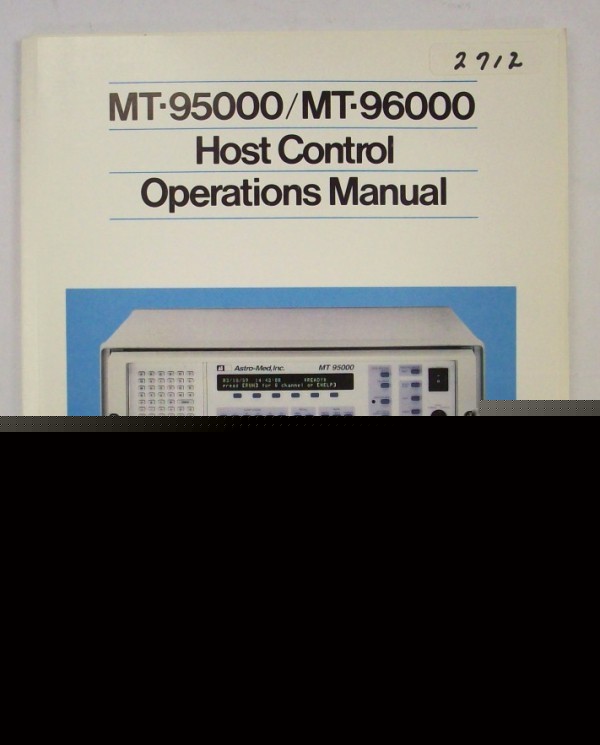 2712
MT-95000/MT-96000
Host Control
Operations Manual
Astro-Med, Inc. MT 95000